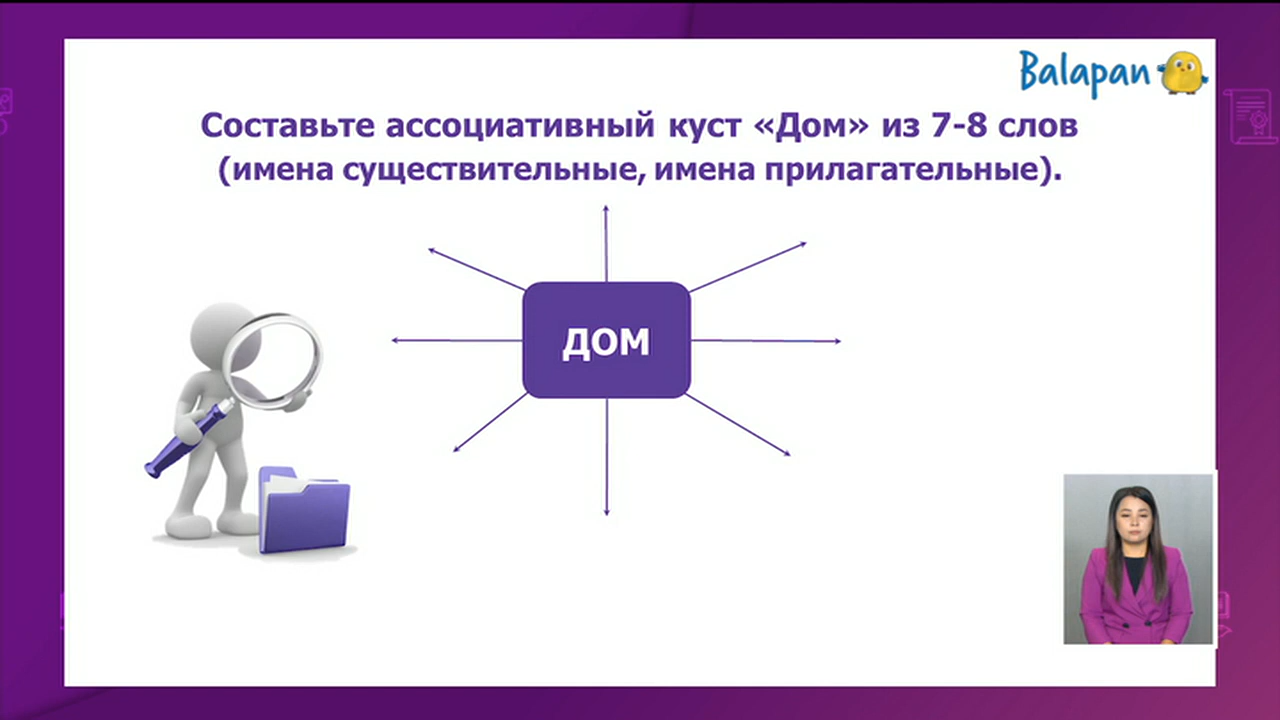 Balapan
Составьте ассоциативный куст «Дом» из 7-8 слов
(имена существительные, имена прилагательные).
ДОМ